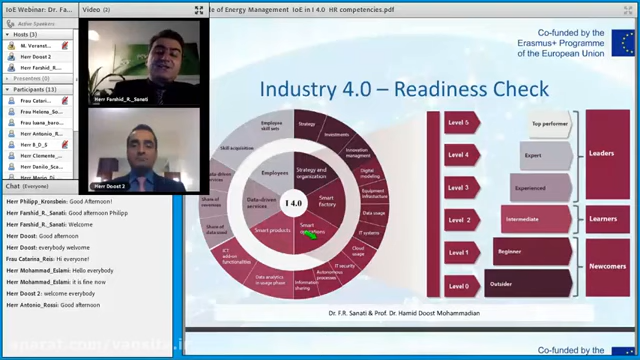 IoE Webinar: Dr. Fa...
Video (2)
le of Energy Management IoE in I 4.0 HR competencies.pdf
Active Speakers
Hosts (3)
M. Veranst...
Herr Doost 2
Herr Farshid_R...
Presenters (0)
Participants (13)
Frau Catari...
Frau Helena_So...
Frau Ioana_baro...
Herr Antonio_R...
Herr B_D_S
Herr Clemente_...
Herr Danilo_Sca...
Herr Farshid_R_Sanati
Herr Doost 2
Chat (Everyone)
Herr Philipp_Kronsbein: Good Afternoon!
Herr Farshid_R_Sanati: Good afternoon Philipp
Herr Farshid_R_Sanati: Welcome
Herr Doost: Good afternoon
Herr Doost: everybody welcome
Frau Catarina_Reis: Hi everyone!
Herr Mohammad_Eslami: Hello everybody
Herr Mohammad_Eslami: it is fine now
Herr Doost 2: welcome everybody
Herr Antonio_Rossi: Good afternoon
Co-funded by the
Erasmus+ Programme
of the European Union
Industry 4.0 – Readiness Check
Employee
skill sets
Strategy
Investments
Innovation
Skill acquisition
Digital
modeling
Employees
Strategy and
organization
Equipment
infrastructure
Data-driven
services
I 4.0
Smart
Factory
Data usage
Share of
revenues
IT systems
Share of
data used
Smart products
Smart
Cloud
usage
ICT
add-on
functionalities
IT security
Autonomous
processes
Data analytics
in usage phase
Information
sharing
Level 5
Top performer
Level 4
Expert
Leaders
Level 3
Experienced
Level 2
Intermediate
Learners
Level 1
Beginner
Newcomers
Level 0
Outsider
Dr. F.R. Sanati & Prof. Dr. Hamid Doost Mohammadian
Co-funded by the